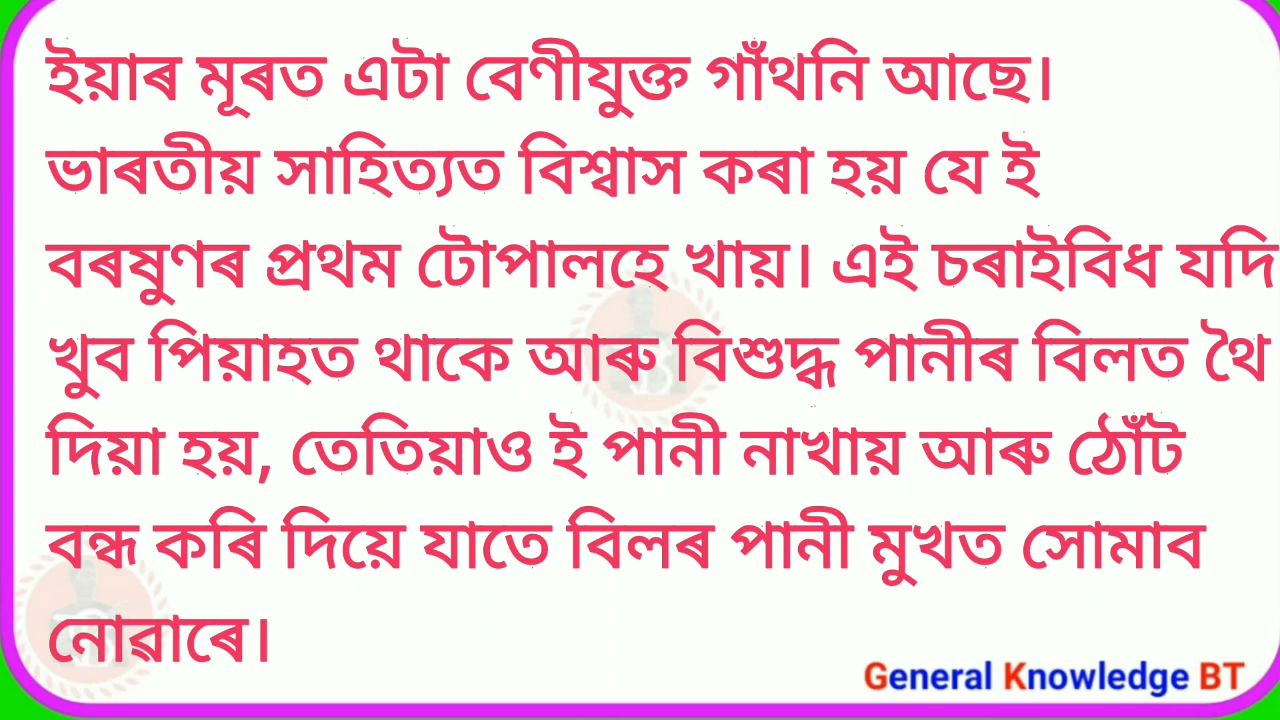 ইয়াৰ মূৰত এটা বেণীযুক্ত গাঁথনি আছে।
ভাৰতীয় সাহিত্যত বিশ্বাস কৰা হয় যে ই
বৰষুণৰ প্ৰথম টোপালহে খায়। এই চৰাইবিধ যদি
খুব পিয়াহত থাকে আৰু বিশুদ্ধ পানীৰ বিলত থৈ
দিয়া হয়, তেতিয়াও ই পানী নাখায় আৰু ঠোঁট
বন্ধ কৰি দিয়ে যাতে বিলৰ পানী মুখত সোমাব
নোৱাৰে।
General Knowledge BT